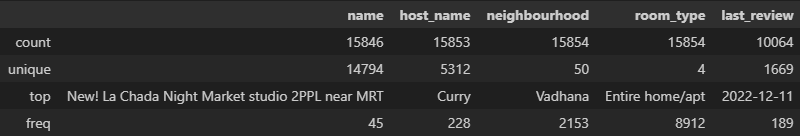 name host_name neighbourhood room_type last_review
count 15846 15853 15854 15854 10064
unique 14794 5312 50 4 1669
top New! La Chada Night Market studio 2PPL near MRT Curry Vadhana Entire home/apt 2022-12-11
freq 45 228 2153 8912 189